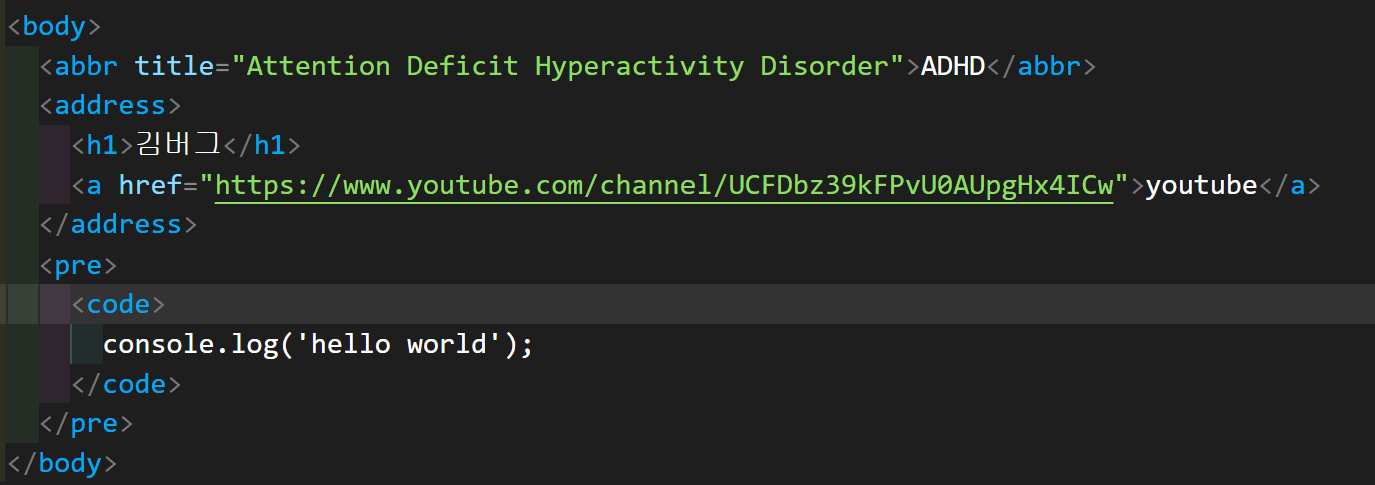 <body>
<abbr title="Attention Deficit Hyperactivity Disorder">ADHD</abbr>
<address>
<h1>김버그</h1>
<a href="https://www.youtube.com/channel/UCFDbz39kFPvU0AUpgHx4ICw">youtube</a>
</address>
<pre>
<code>
console.log('hello world');
</code>
</pre>
</body>